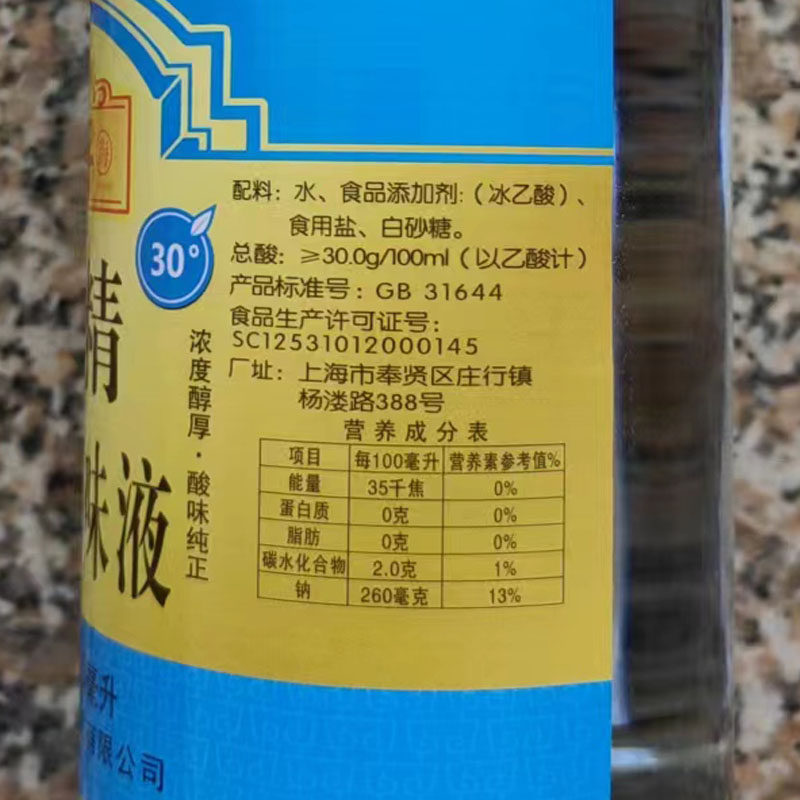 配料：水、食品添加剂：（冰乙酸）、
食用盐、白砂糖。
总酸：≥30.0g/100ml（以乙酸计）
产品标准号：GB 31644
食品生产许可证号：
SC12531012000145
厂址：上海市奉贤区庄行镇
杨溇路388号
营养成分表
项目 每100毫升 营养素参考值%
能量 35千焦 0%
蛋白质 0克 0%
脂肪 0克 0%
碳水化合物 2.0克 1%
钠 260毫克 13%
30°
精
味液
浓度醇厚·酸味纯正
毫升
有限公司